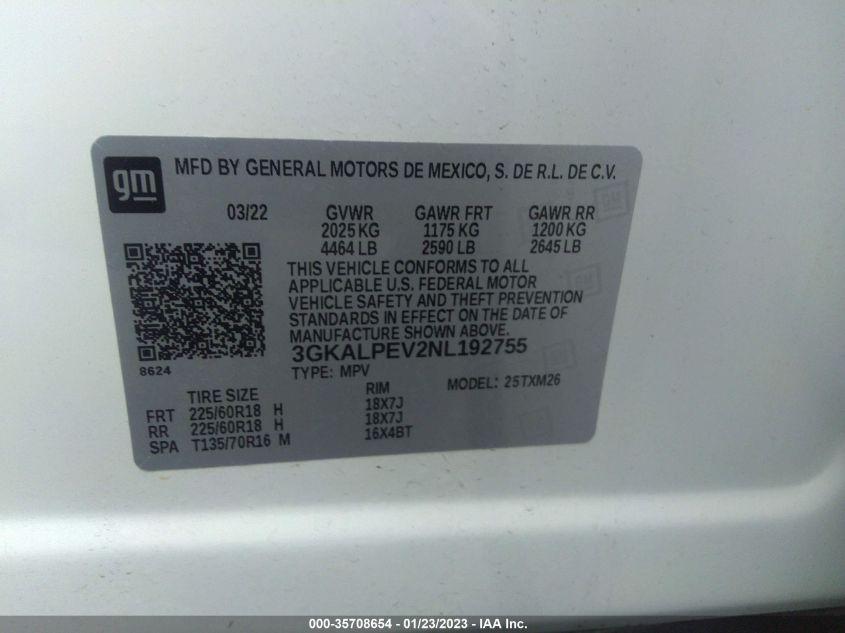 gm
MFD BY GENERAL MOTORS DE MEXICO, S. DE R.L. DE C.V.
03/22 GVWR GAWR FRT GAWR RR
2025 KG 1175 KG 1200 KG
4464 LB 2590 LB 2645 LB
THIS VEHICLE CONFORMS TO ALL
APPLICABLE U.S. FEDERAL MOTOR
VEHICLE SAFETY AND THEFT PREVENTION
STANDARDS IN EFFECT ON THE DATE OF
MANUFACTURE SHOWN ABOVE.
3GKALPEV2NL192755
8624
TYPE: MPV MODEL: 25TXM26
TIRE SIZE RIM
FRT 225/60R18 H 18X7J
RR 225/60R18 H 18X7J
SPA T135/70R16 M 16X4BT
000-35708654 - 01/23/2023 - IAA Inc.